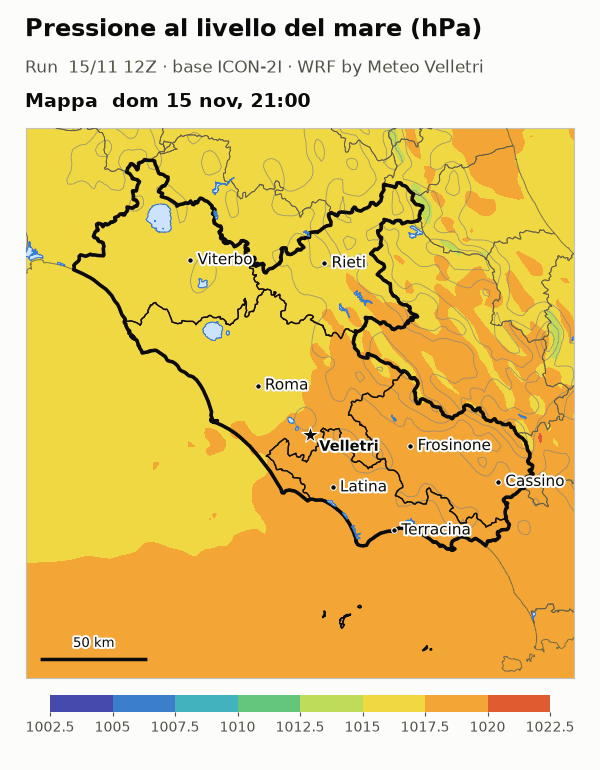 Pressione al livello del mare (hPa)
Run  15/11 12Z · base ICON-2I · WRF by Meteo Velletri
Mappa  dom 15 nov, 21:00
Viterbo
Rieti
Roma
Velletri
Frosinone
Cassino
Latina
Terracina
50 km
1002.5 1005 1007.5 1010 1012.5 1015 1017.5 1020 1022.5